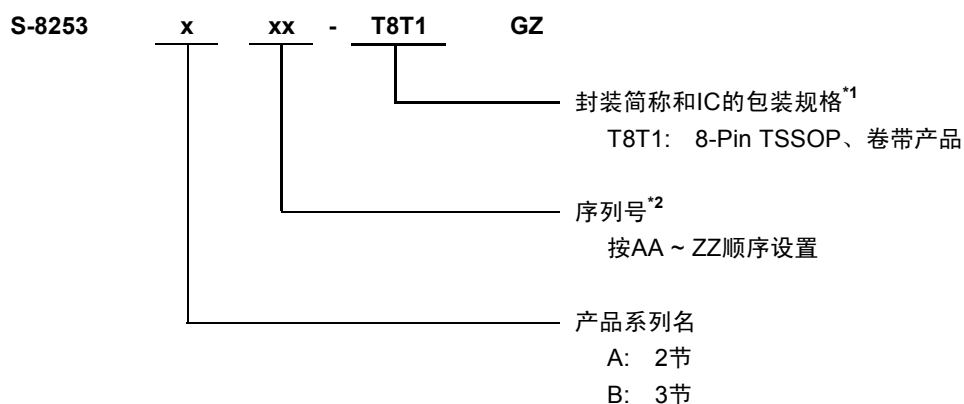 S-8253 x xx - T8T1 GZ
封装简称和IC的包装规格*1
T8T1: 8-Pin TSSOP、卷带产品
序列号*2
按AA ~ ZZ顺序设置
产品系列名
A: 2节
B: 3节